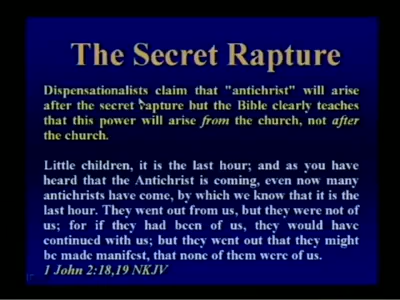 The Secret Rapture
Dispensationalists claim that "antichrist" will arise
after the secret rapture but the Bible clearly teaches
that this power will arise from the church, not after
the church.
Little children, it is the last hour; and as you have
heard that the Antichrist is coming, even now many
antichrists have come, by which we know that it is the
last hour. They went out from us, but they were not of
us; for if they had been of us, they would have
continued with us; but they went out that they might
be made manifest, that none of them were of us.
1 John 2:18,19 NKJV